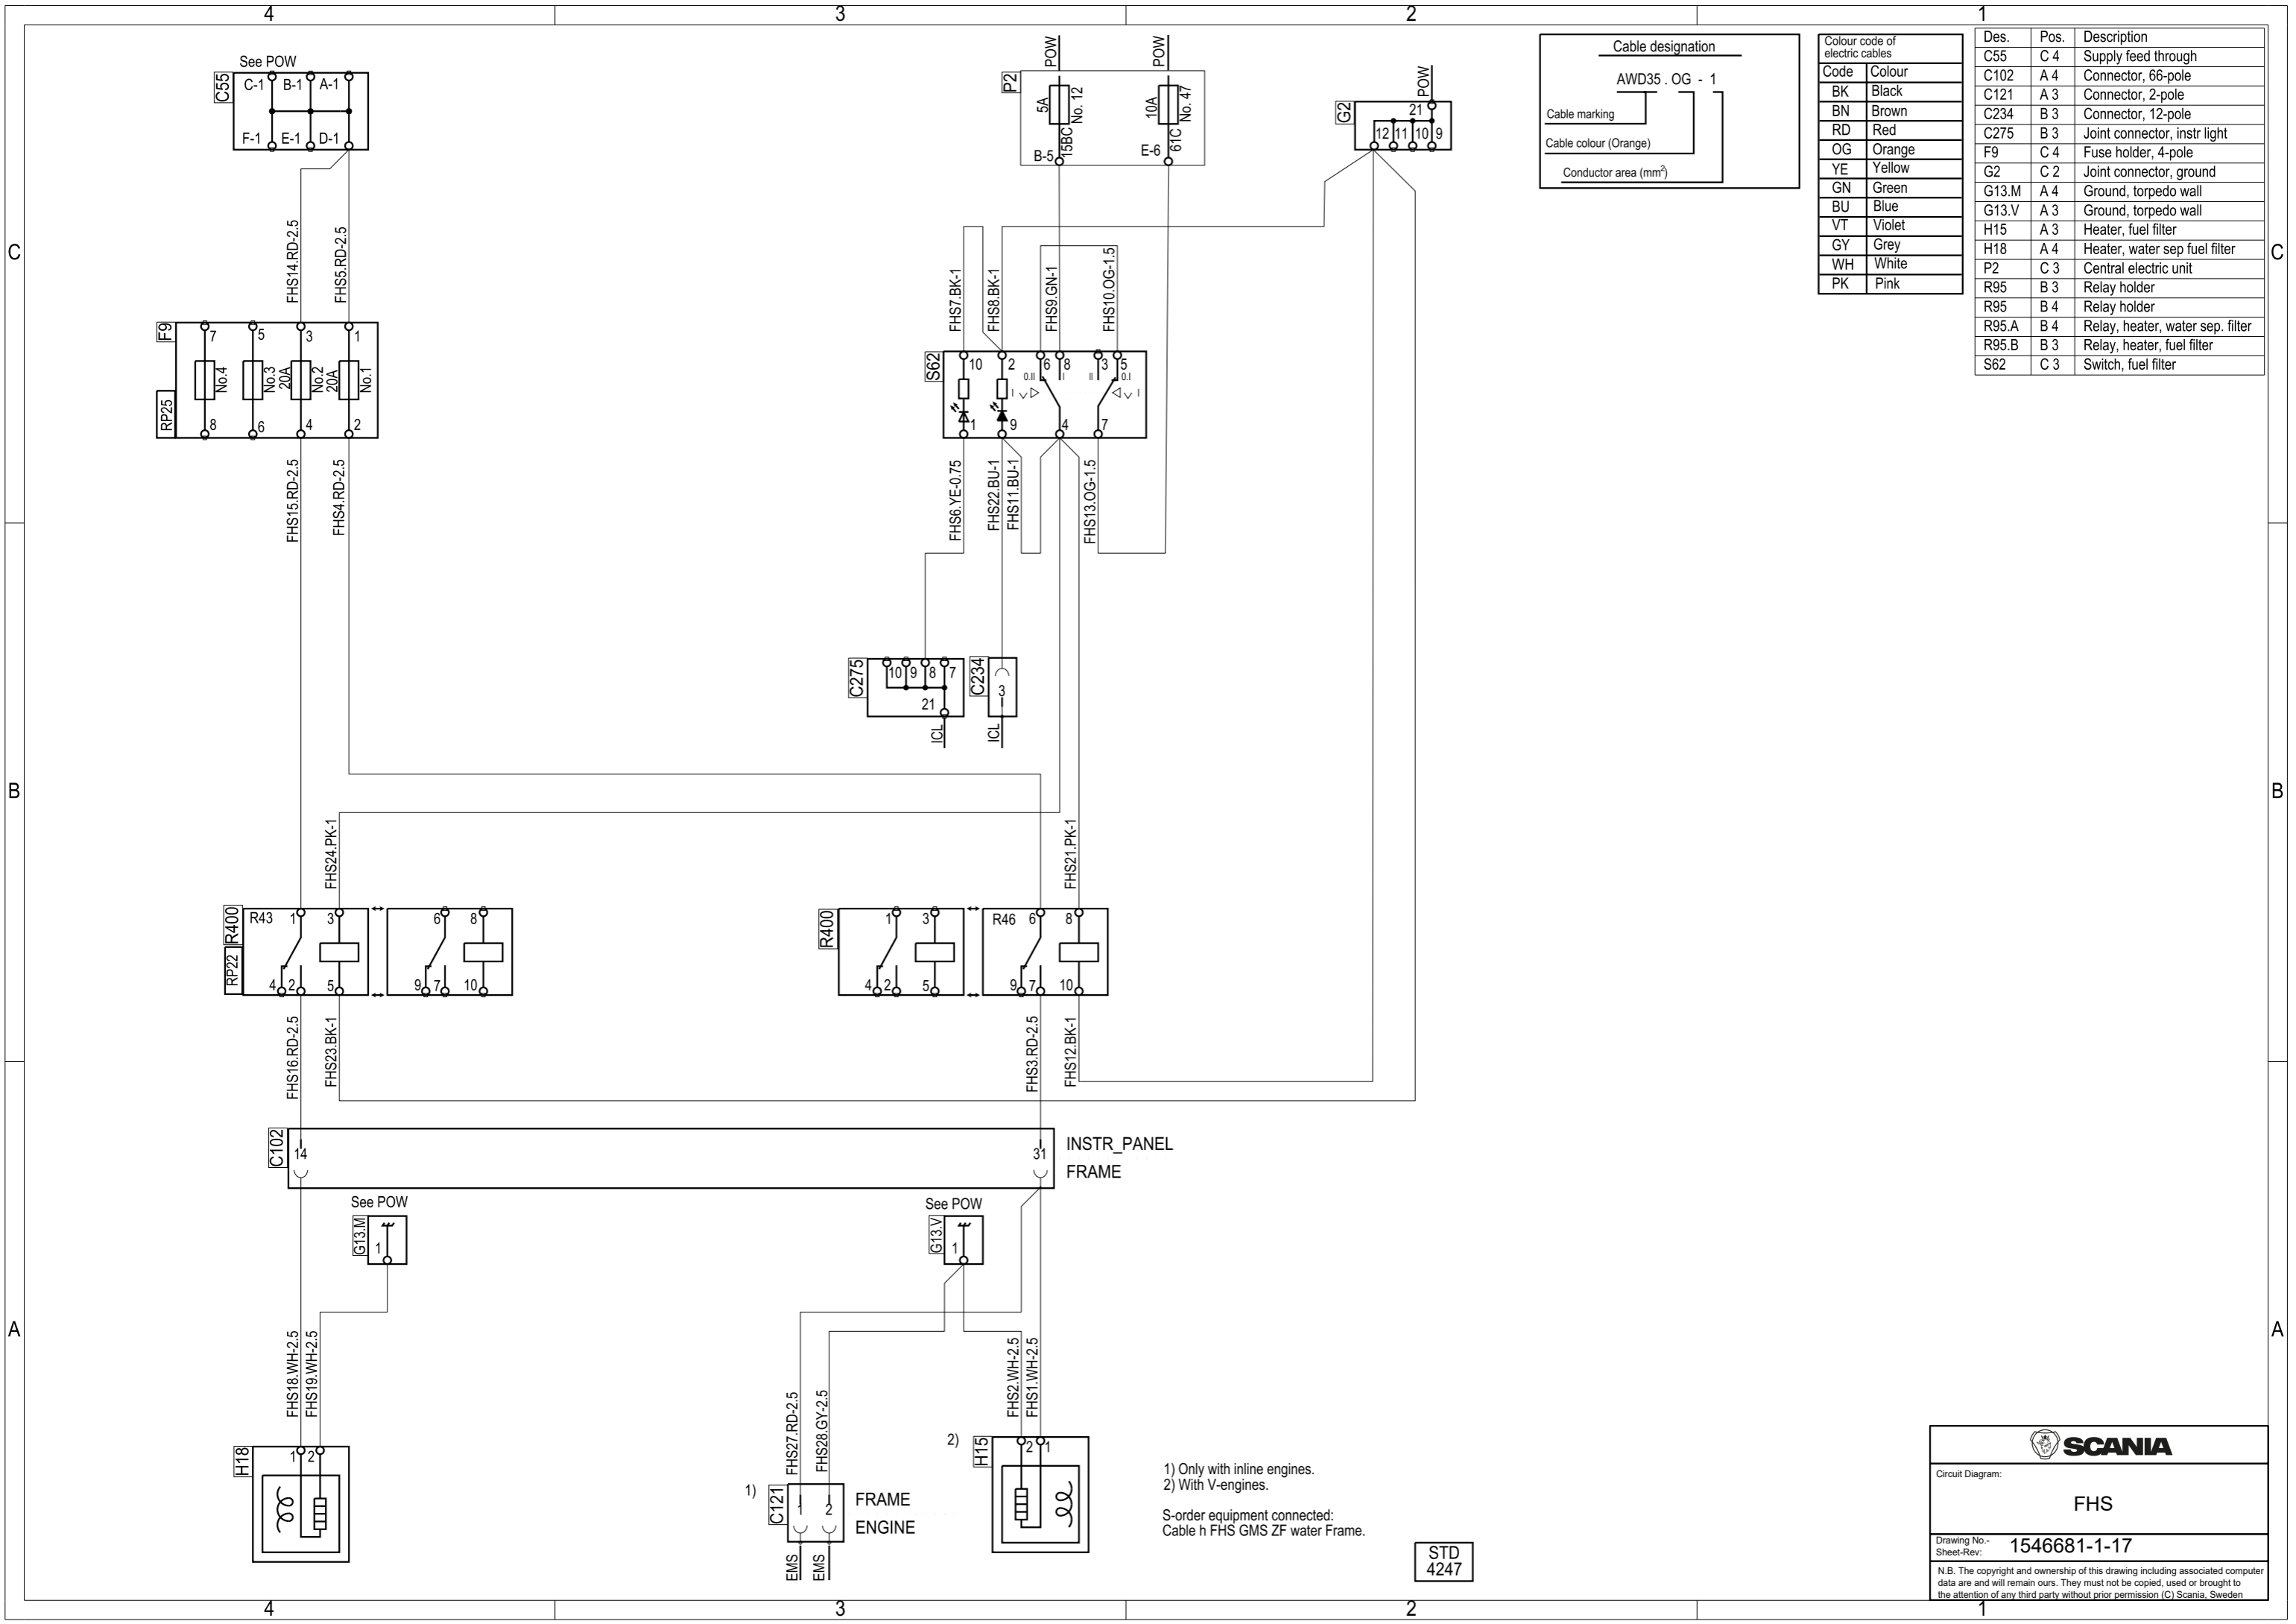 4 3 2 1
See POW
C55
C-1 B-1 A-1
F-1 E-1 D-1
FHS14.RD-2.5
FHS5.RD-2.5
F9
RP25
7 5 3 1
No.4
No.3
20A
No.2
20A
No.1
8 6 4 2
FHS15.RD-2.5
FHS4.RD-2.5
POW
POW
P2
5A
No. 12
15BC
B-5
10A
No. 47
61C
E-6
G2
POW
21
12 11 10 9
FHS7.BK-1
FHS8.BK-1
FHS9.GN-1
FHS10.OG-1.5
S62
10 2 6 8 3 5
0.II I II 0.I
I v v I
1 9 4 7
FHS6.YE-0.75
FHS22.BU-1
FHS11.BU-1
FHS13.OG-1.5
C275
10 9 8 7
21
ICL
C234
3
ICL
FHS24.PK-1
FHS21.PK-1
R400
RP22
R43 1 3
6 8
4 2 5
9 7 10
R400
1 3
R46 6 8
4 2 5
9 7 10
FHS16.RD-2.5
FHS23.BK-1
FHS3.RD-2.5
FHS12.BK-1
C102
14
31
INSTR_PANEL
FRAME
See POW
G13.M
1
See POW
G13.V
1
FHS18.WH-2.5
FHS19.WH-2.5
FHS27.RD-2.5
FHS28.GY-2.5
FHS2.WH-2.5
FHS1.WH-2.5
H18
1 2
1)
C121
1 2
FRAME
ENGINE
EMS
EMS
2)
H15
2 1
1) Only with inline engines.
2) With V-engines.
S-order equipment connected:
Cable h FHS GMS ZF water Frame.
STD
4247
Cable designation
AWD35 . OG - 1
Cable marking
Cable colour (Orange)
Conductor area (mm²)
Colour code of
electric cables
Code Colour
BK Black
BN Brown
RD Red
OG Orange
YE Yellow
GN Green
BU Blue
VT Violet
GY Grey
WH White
PK Pink
Des. Pos. Description
C55 C 4 Supply feed through
C102 A 4 Connector, 66-pole
C121 A 3 Connector, 2-pole
C234 B 3 Connector, 12-pole
C275 B 3 Joint connector, instr light
F9 C 4 Fuse holder, 4-pole
G2 C 2 Joint connector, ground
G13.M A 4 Ground, torpedo wall
G13.V A 3 Ground, torpedo wall
H15 A 3 Heater, fuel filter
H18 A 4 Heater, water sep fuel filter
P2 C 3 Central electric unit
R95 B 3 Relay holder
R95 B 4 Relay holder
R95.A B 4 Relay, heater, water sep. filter
R95.B B 3 Relay, heater, fuel filter
S62 C 3 Switch, fuel filter
C C
B B
A A
SCANIA
Circuit Diagram:
FHS
Drawing No.-
Sheet-Rev: 1546681-1-17
N.B. The copyright and ownership of this drawing including associated computer
data are and will remain ours. They must not be copied, used or brought to
the attention of any third party without prior permission (C) Scania, Sweden
4 3 2 1